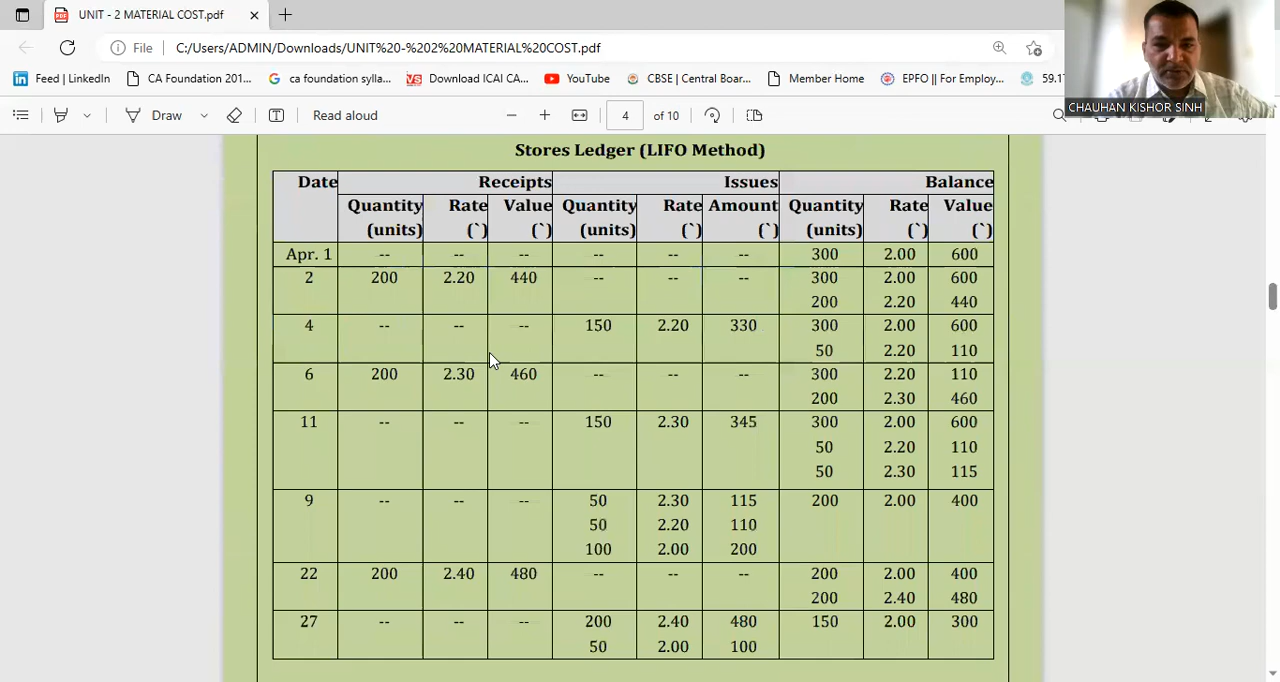 UNIT - 2 MATERIAL COST.pdf
File C:/Users/ADMIN/Downloads/UNIT%20-%202%20MATERIAL%20COST.pdf
Feed | LinkedIn CA Foundation 201... ca foundation sylla... Download ICAI CA... YouTube CBSE | Central Boar... Member Home EPFO || For Employ... 59.1
CHAUHAN KISHOR SINH
Draw Read aloud 4 of 10
Stores Ledger (LIFO Method)
Date Receipts Issues Balance
Quantity Rate Value Quantity Rate Amount Quantity Rate Value
(units) (`) (`) (units) (`) (`) (units) (`) (`)
Apr. 1 -- -- -- -- -- -- 300 2.00 600
2 200 2.20 440 -- -- -- 300 2.00 600
200 2.20 440
4 -- -- -- 150 2.20 330 300 2.00 600
50 2.20 110
6 200 2.30 460 -- -- -- 300 2.20 110
200 2.30 460
11 -- -- -- 150 2.30 345 300 2.00 600
50 2.20 110
50 2.30 115
9 -- -- -- 50 2.30 115 200 2.00 400
50 2.20 110
100 2.00 200
22 200 2.40 480 -- -- -- 200 2.00 400
200 2.40 480
27 -- -- -- 200 2.40 480 150 2.00 300
50 2.00 100